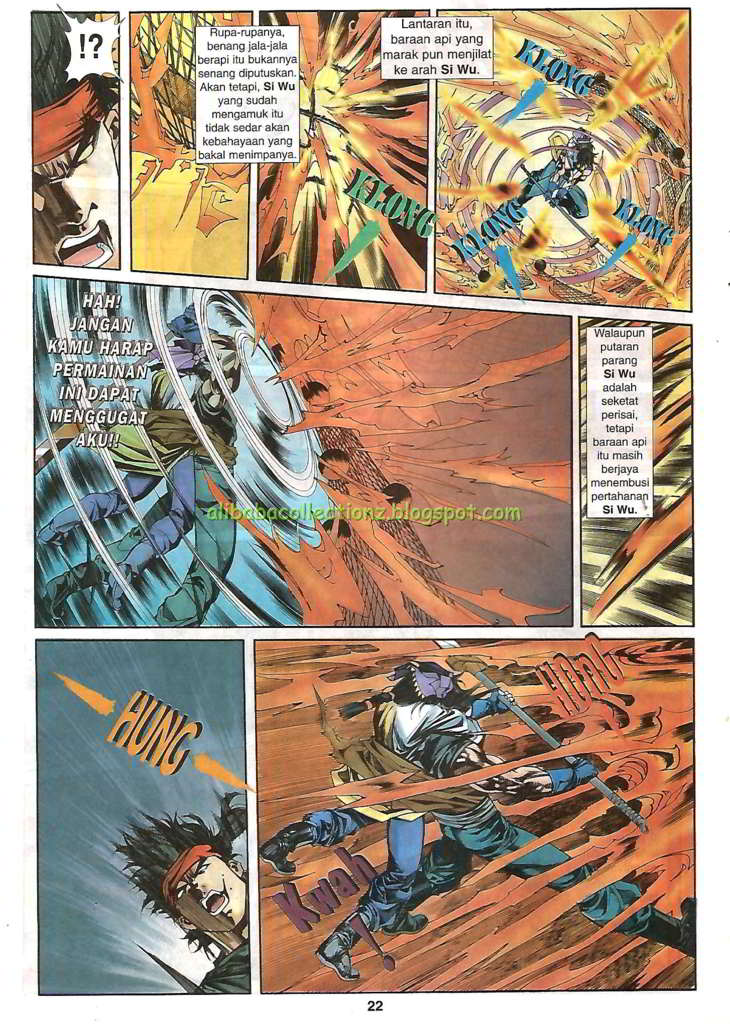 !?
Rupa-rupanya,
benang jala-jala
berapi itu bukannya
senang diputuskan.
Akan tetapi, Si Wu
yang sudah
mengamuk itu
tidak sedar akan
kebahayaan yang
bakal menimpanya.
Lantaran itu,
baraan api yang
marak pun menjilat
ke arah Si Wu.
KLONG
KLONG
KLONG
KLONG
HAH!
JANGAN
KAMU HARAP
PERMAINAN
INI DAPAT
MENGGUGAT
AKU!!
Walaupun
putaran
parang
Si Wu
adalah
seketat
perisai,
tetapi
baraan api
itu masih
berjaya
menembusi
pertahanan
Si Wu.
alibabacollectionz.blogspot.com
HUNG
HONG
Kwah!
22